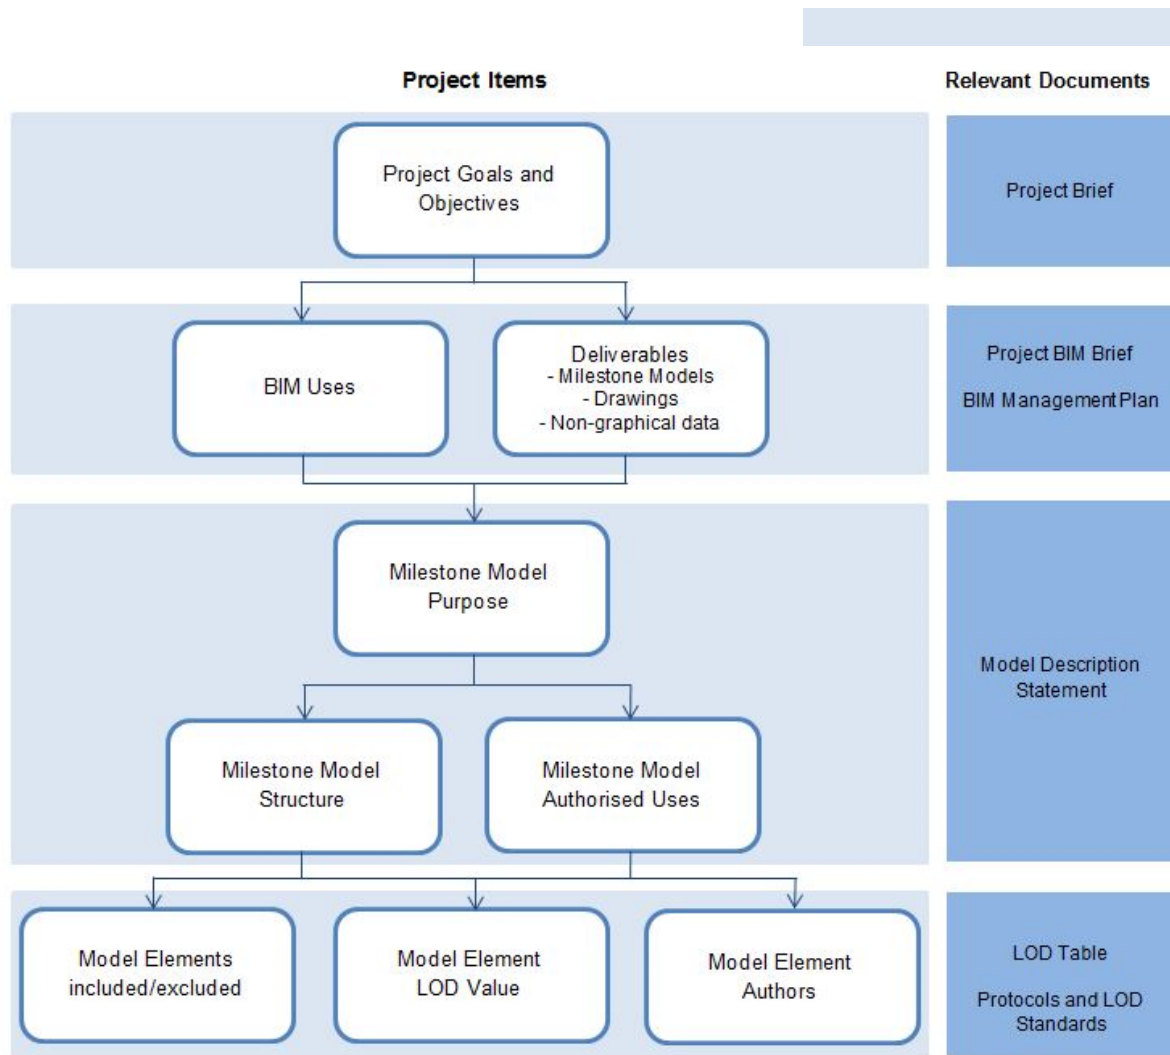 Project Items
Relevant Documents
Project Goals and
Objectives
Project Brief
BIM Uses
Deliverables
- Milestone Models
- Drawings
- Non-graphical data
Project BIM Brief
BIM Management Plan
Milestone Model
Purpose
Model Description
Statement
Milestone Model
Structure
Milestone Model
Authorised Uses
Model Elements
included/excluded
Model Element
LOD Value
Model Element
Authors
LOD Table
Protocols and LOD
Standards